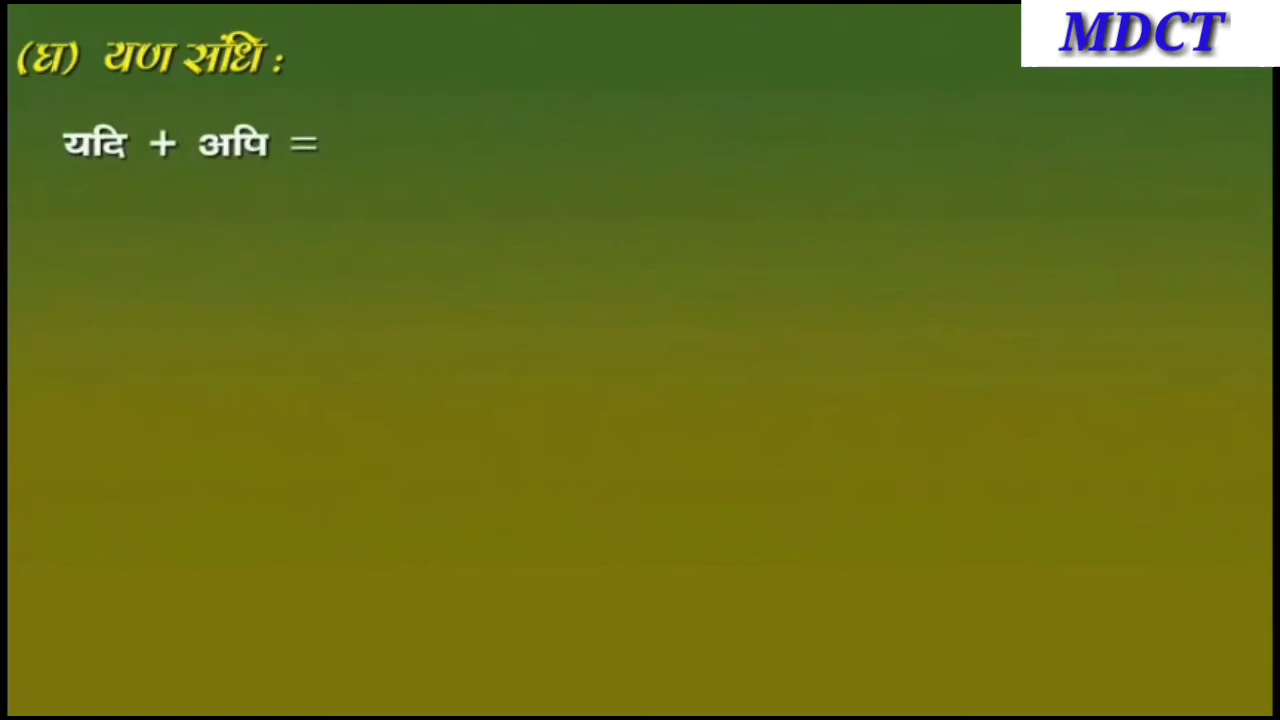 MDCT
(घ) यण संधि :
यदि + अपि =